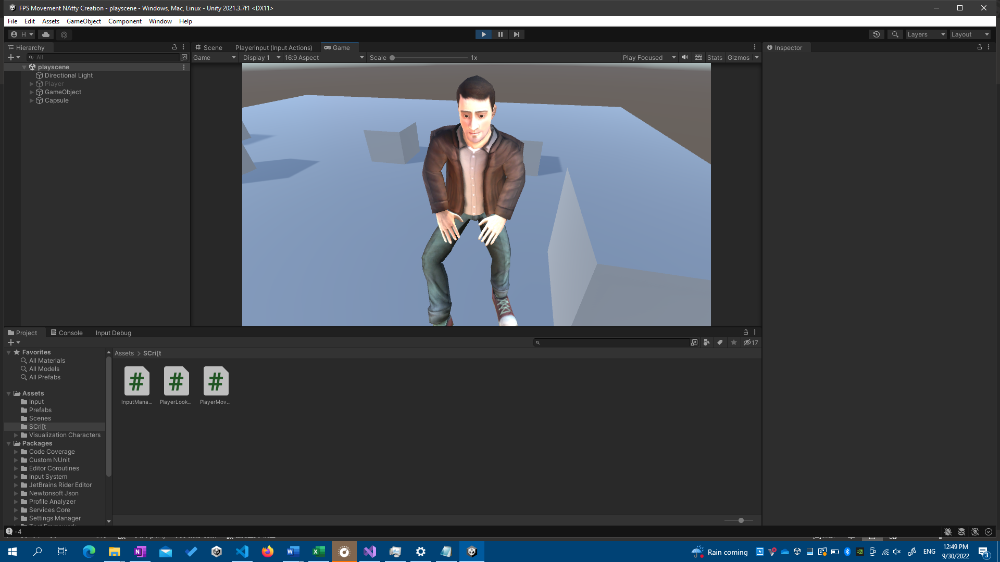 FPS Movement NAtty Creation - playscene - Windows, Mac, Linux - Unity 2021.3.7f1 <DX11>
File Edit Assets GameObject Component Window Help
H
Layers Layout
Hierarchy
All
playscene
Directional Light
Player
GameObject
Capsule
Scene Playerinput (Input Actions) Game
Game Display 1 16:9 Aspect Scale 1x Play Focused Stats Gizmos
Inspector
Project Console Input Debug
17
Favorites
All Materials
All Models
All Prefabs
Assets
Input
Prefabs
Scenes
SCri[t
Visualization Characters
Packages
Code Coverage
Custom NUnit
Editor Coroutines
Input System
JetBrains Rider Editor
Newtonsoft Json
Profile Analyzer
Services Core
Settings Manager
Assets > SCri[t
InputMana... PlayerLook... PlayerMov...
-4
Rain coming
ENG
12:49 PM
9/30/2022
3